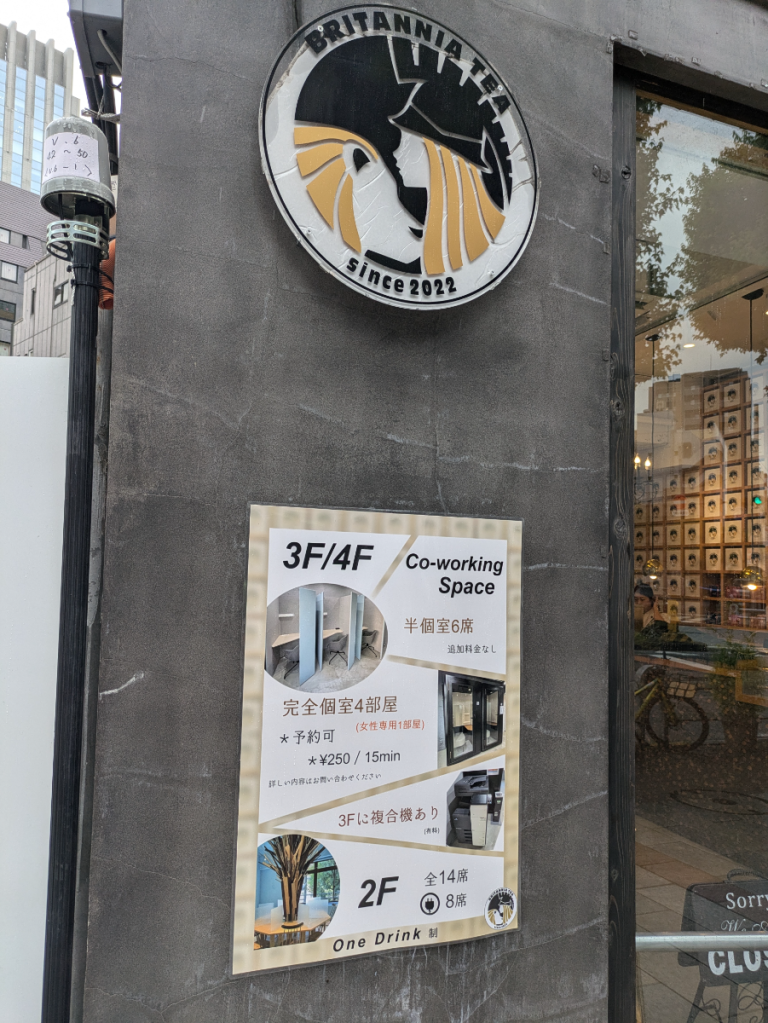 BRITANNIA TEA
since 2022
3F/4F
Co-working
Space
半個室6席
追加料金なし
完全個室4部屋
(女性専用1部屋)
＊予約可
＊¥250 / 15min
詳しい内容はお問い合わせください
3Fに複合機あり
(有料)
2F
全14席
8席
One Drink 制
Sorry
CLOS